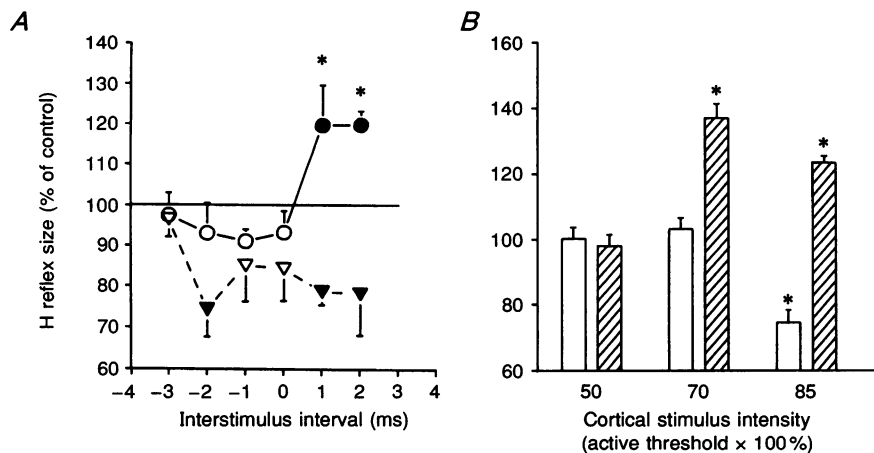 A
B
H reflex size (% of control)
140
130
120
110
100
90
80
70
60
* *
−4 −3 −2 −1 0 1 2 3 4
Interstimulus interval (ms)
160
140
120
100
80
60
* * *
50 70 85
Cortical stimulus intensity
(active threshold × 100%)